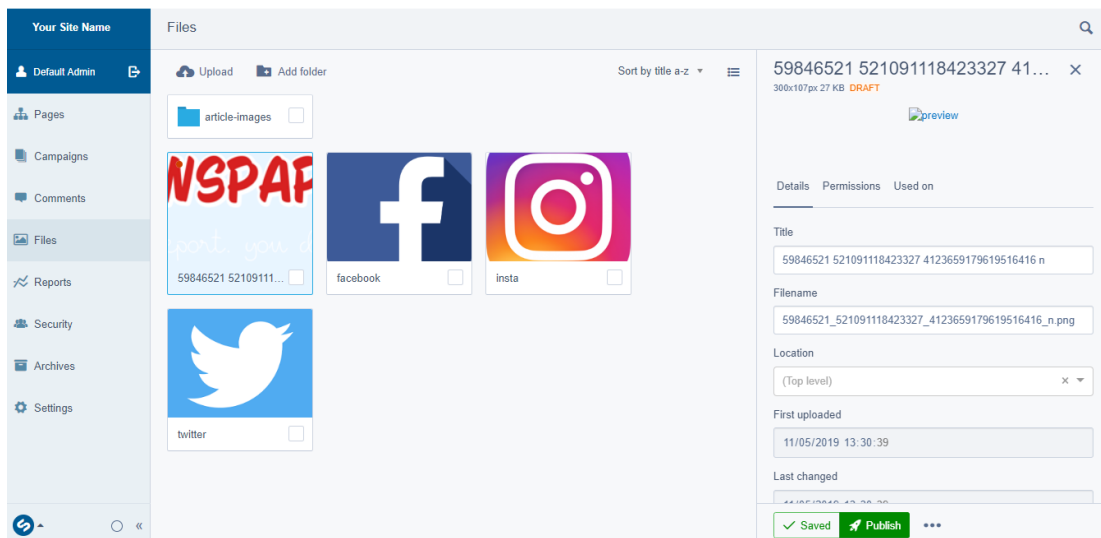 Your Site Name
Files
Default Admin
Upload
Add folder
Sort by title a-z
59846521 521091118423327 41...
300x107px 27 KB DRAFT
Pages
Campaigns
Comments
Files
Reports
Security
Archives
Settings
article-images
WSPAP
port, you d
59846521 52109111...
facebook
insta
twitter
preview
Details
Permissions
Used on
Title
59846521 521091118423327 4123659179619516416 n
Filename
59846521_521091118423327_4123659179619516416_n.png
Location
(Top level)
First uploaded
11/05/2019 13:30:39
Last changed
Saved
Publish